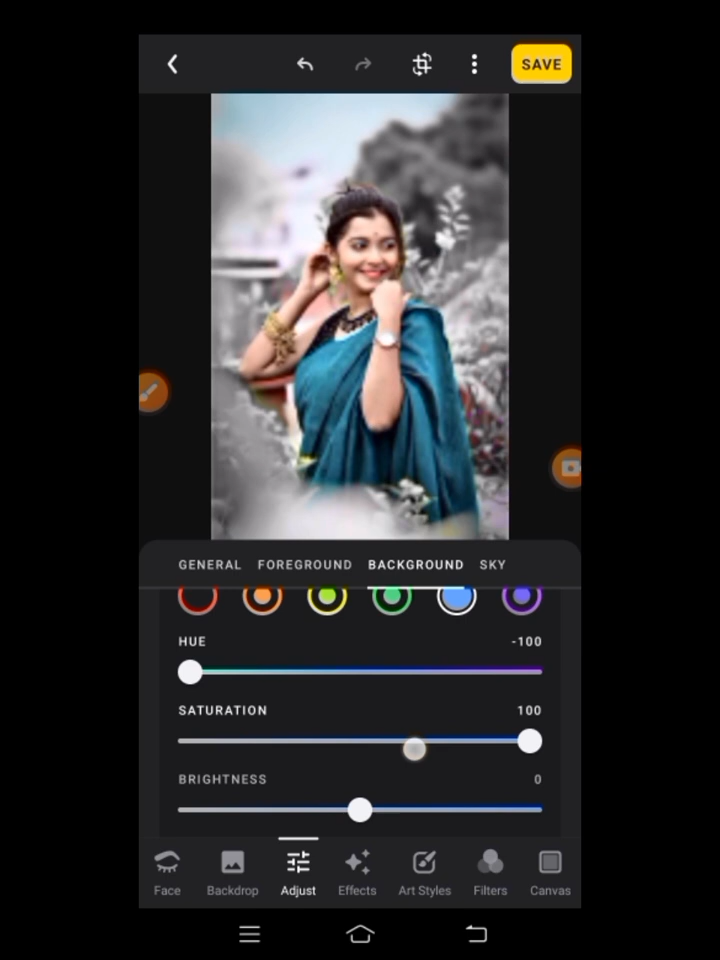 SAVE
GENERAL FOREGROUND BACKGROUND SKY
HUE -100
SATURATION 100
BRIGHTNESS 0
Face Backdrop Adjust Effects Art Styles Filters Canvas